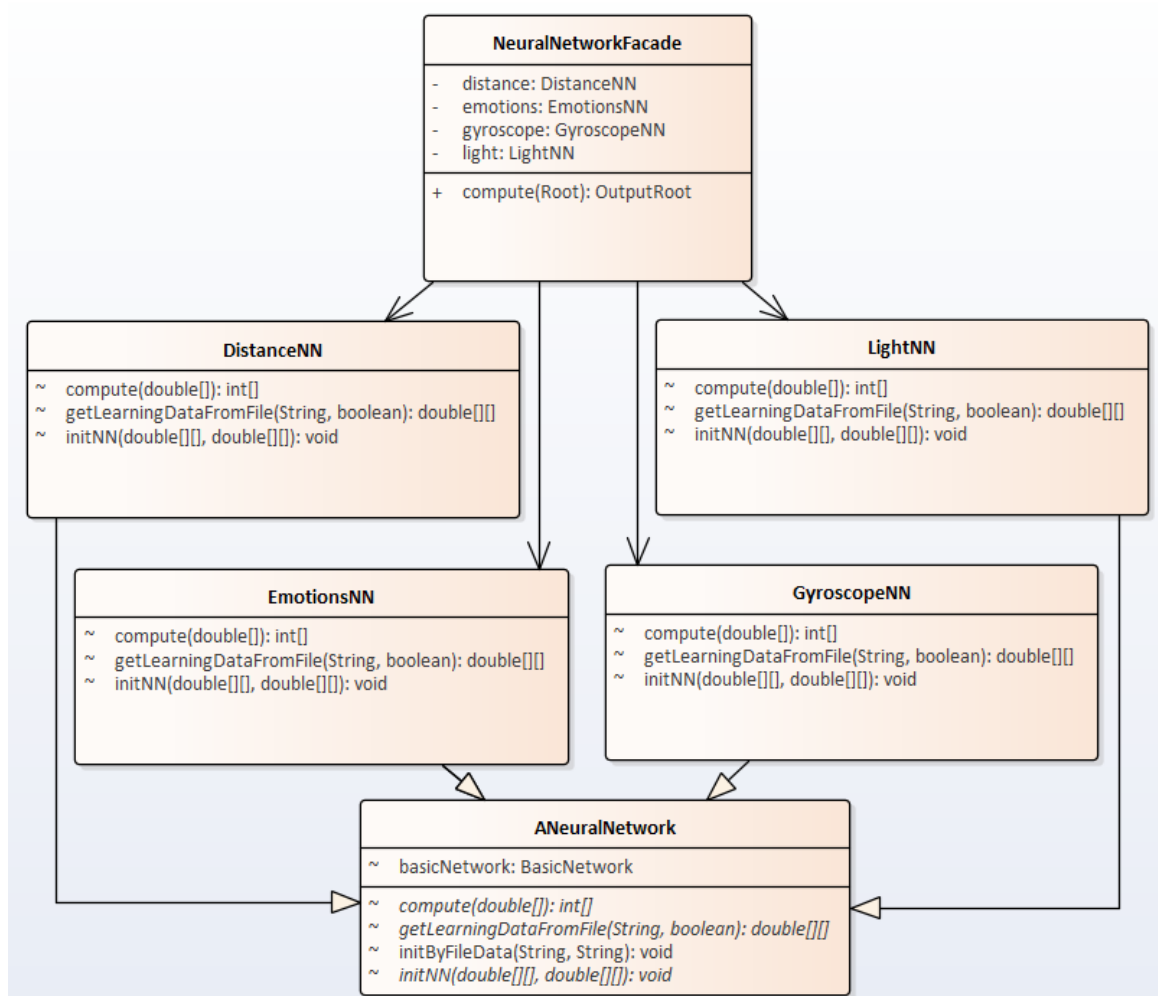 NeuralNetworkFacade
- distance: DistanceNN
- emotions: EmotionsNN
- gyroscope: GyroscopeNN
- light: LightNN
+ compute(Root): OutputRoot
DistanceNN
~ compute(double[]): int[]
~ getLearningDataFromFile(String, boolean): double[][]
~ initNN(double[][], double[][]): void
LightNN
~ compute(double[]): int[]
~ getLearningDataFromFile(String, boolean): double[][]
~ initNN(double[][], double[][]): void
EmotionsNN
~ compute(double[]): int[]
~ getLearningDataFromFile(String, boolean): double[][]
~ initNN(double[][], double[][]): void
GyroscopeNN
~ compute(double[]): int[]
~ getLearningDataFromFile(String, boolean): double[][]
~ initNN(double[][], double[][]): void
ANeuralNetwork
~ basicNetwork: BasicNetwork
~ compute(double[]): int[]
~ getLearningDataFromFile(String, boolean): double[][]
~ initByFileData(String, String): void
~ initNN(double[][], double[][]): void